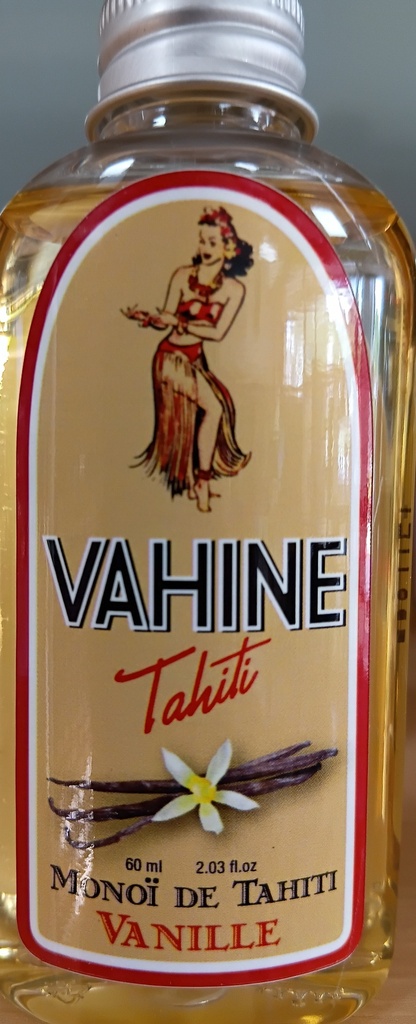 VAHINE
Tahiti
60 ml 2.03 fl.oz
MONOÏ DE TAHITI
VANILLE